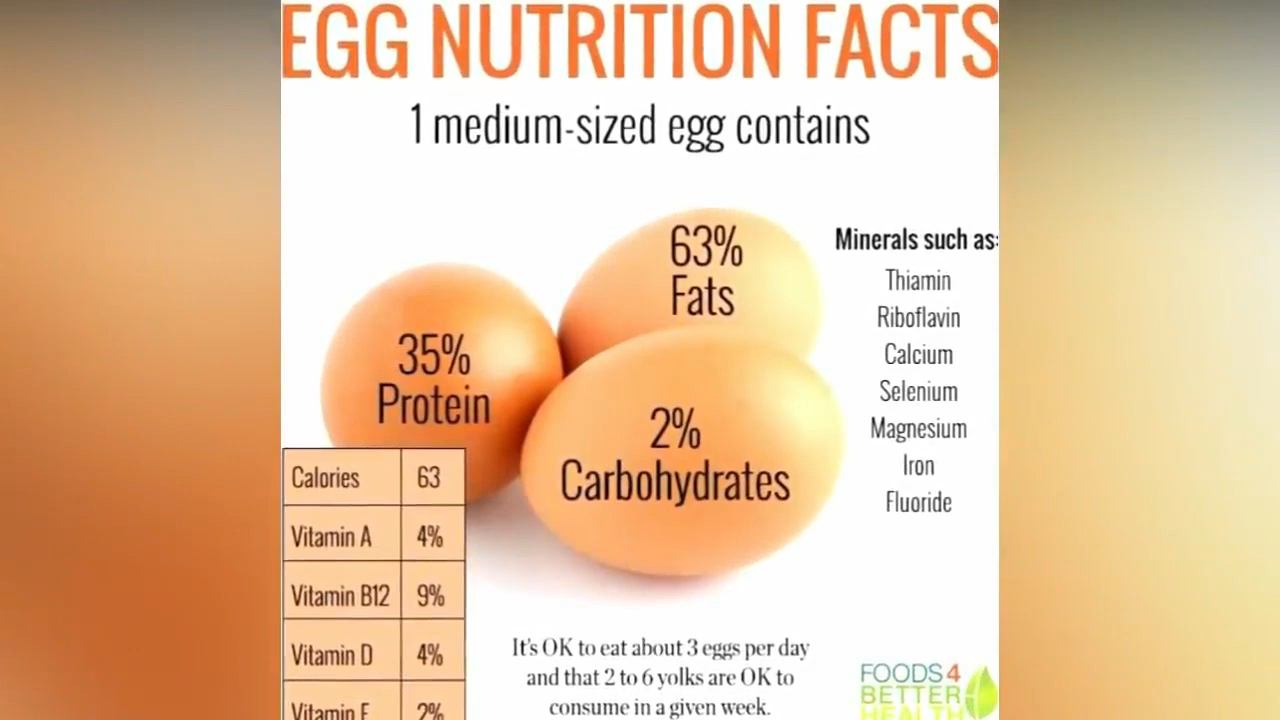 EGG NUTRITION FACTS
1 medium-sized egg contains
63%
Fats
35%
Protein
2%
Carbohydrates
Minerals such as:
Thiamin
Riboflavin
Calcium
Selenium
Magnesium
Iron
Fluoride
Calories 63
Vitamin A 4%
Vitamin B12 9%
Vitamin D 4%
Vitamin E 2%
It's OK to eat about 3 eggs per day
and that 2 to 6 yolks are OK to
consume in a given week.
FOODS 4
BETTER
HEALTH